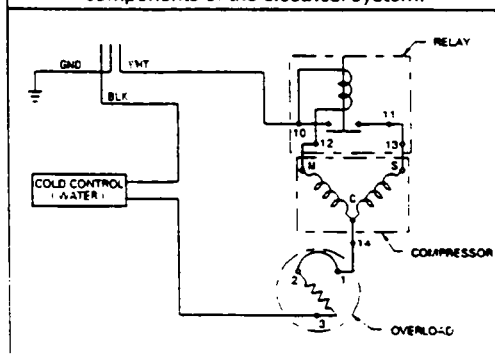 components of the electrical system.
RELAY
GND
WHT
BLK
10
11
12
13
M
S
C
COLD CONTROL
(WATER)
14
COMPRESSOR
2
1
3
OVERLOAD